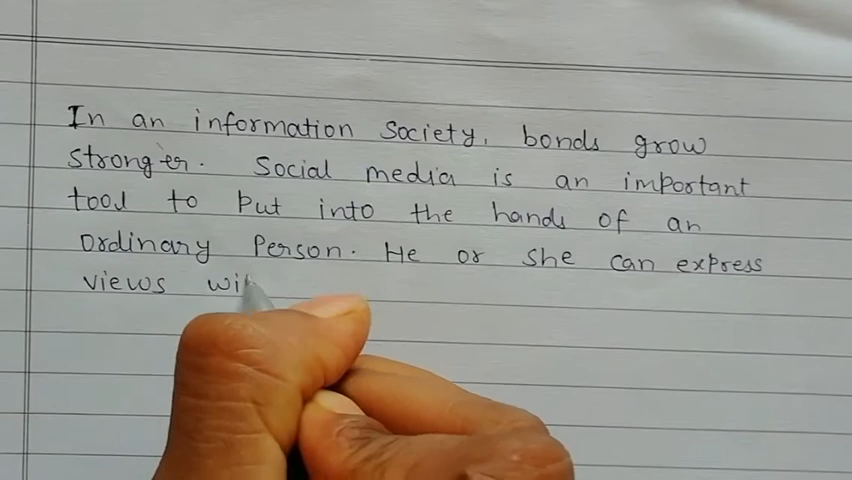 In an information Society, bonds grow
stronger. Social media is an important
tool to put into the hands of an
ordinary Person. He or she can express
views wi